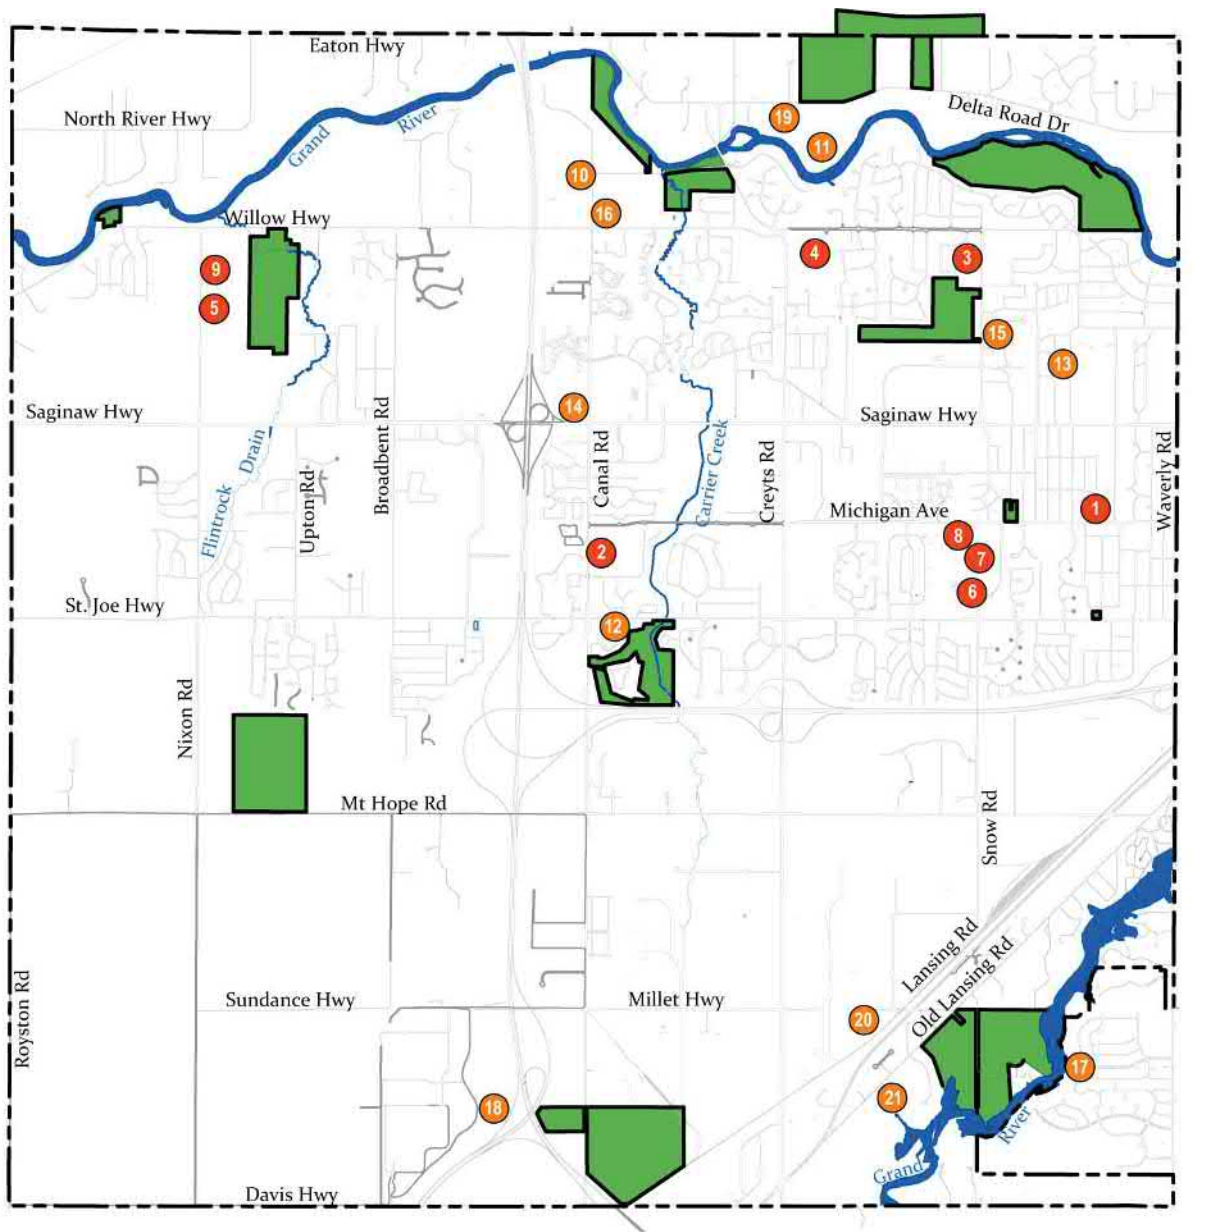 Eaton Hwy
North River Hwy
Grand
River
Delta Road Dr
19
11
10
16
Willow Hwy
4
3
9
5
15
13
14
Saginaw Hwy
Saginaw Hwy
Flintrock Drain
Upton Rd
Broadbent Rd
Canal Rd
Carrier Creek
Creyts Rd
Michigan Ave
Waverly Rd
1
8
7
6
2
St. Joe Hwy
12
Nixon Rd
Mt Hope Rd
Snow Rd
Royston Rd
Sundance Hwy
Millet Hwy
Lansing Rd
Old Lansing Rd
20
17
21
18
Grand
River
Davis Hwy